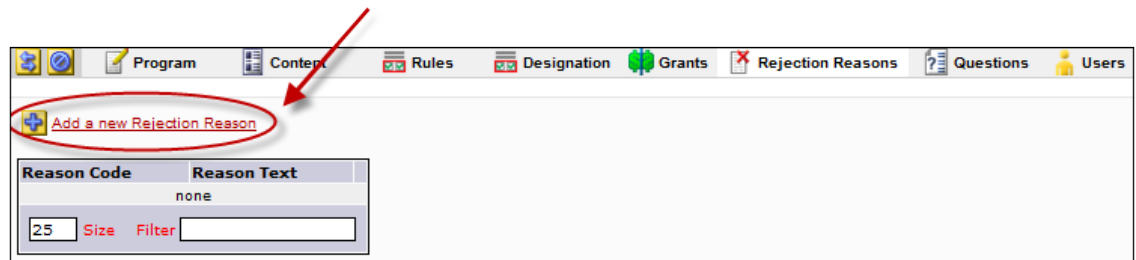 Program Content Rules Designation Grants Rejection Reasons Questions Users
Add a new Rejection Reason
Reason Code Reason Text
none
25 Size Filter